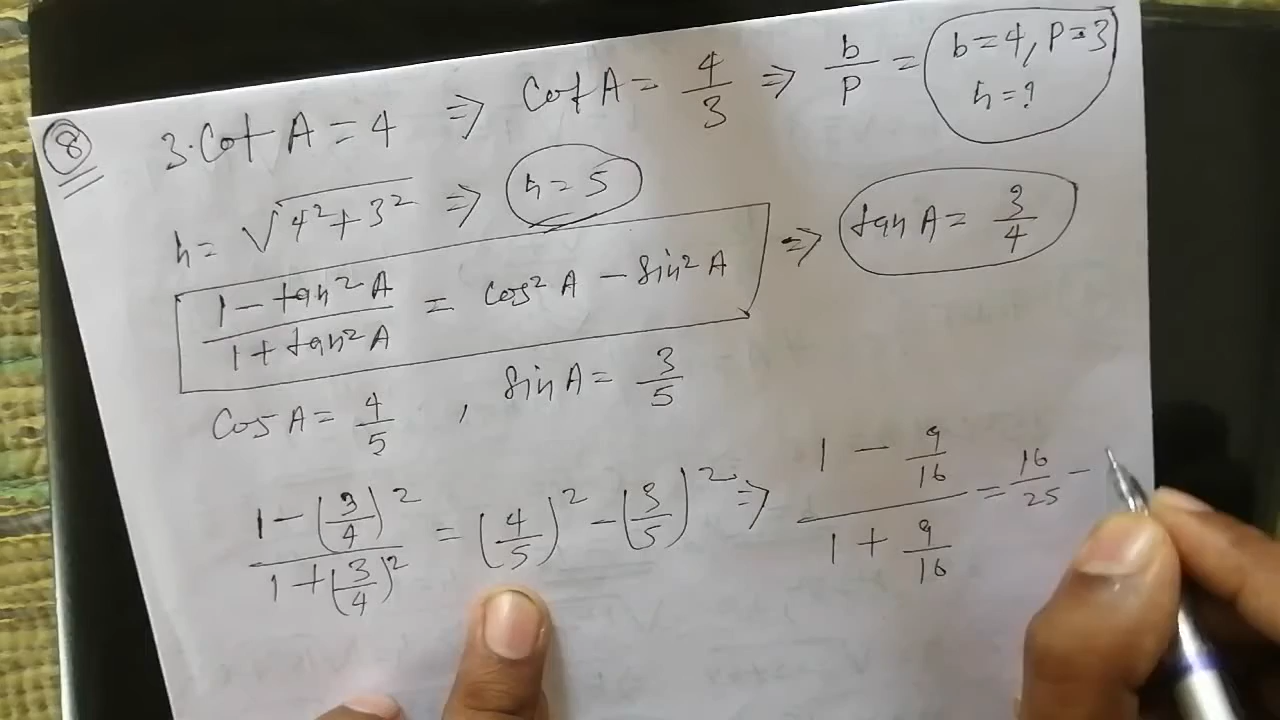 8 3.Cot A = 4 ⇒ Cot A = 4/3 ⇒ b/P = b=4, P=3
h=?
h = √4²+3² ⇒ h = 5
1-tan²A / 1+tan²A = Cos²A - Sin²A ⇒ tan A = 3/4
Cos A = 4/5 , Sin A = 3/5
1-(3/4)² / 1+(3/4)² = (4/5)² - (3/5)² ⇒ 1 - 9/16 / 1 + 9/16 = 16/25 -